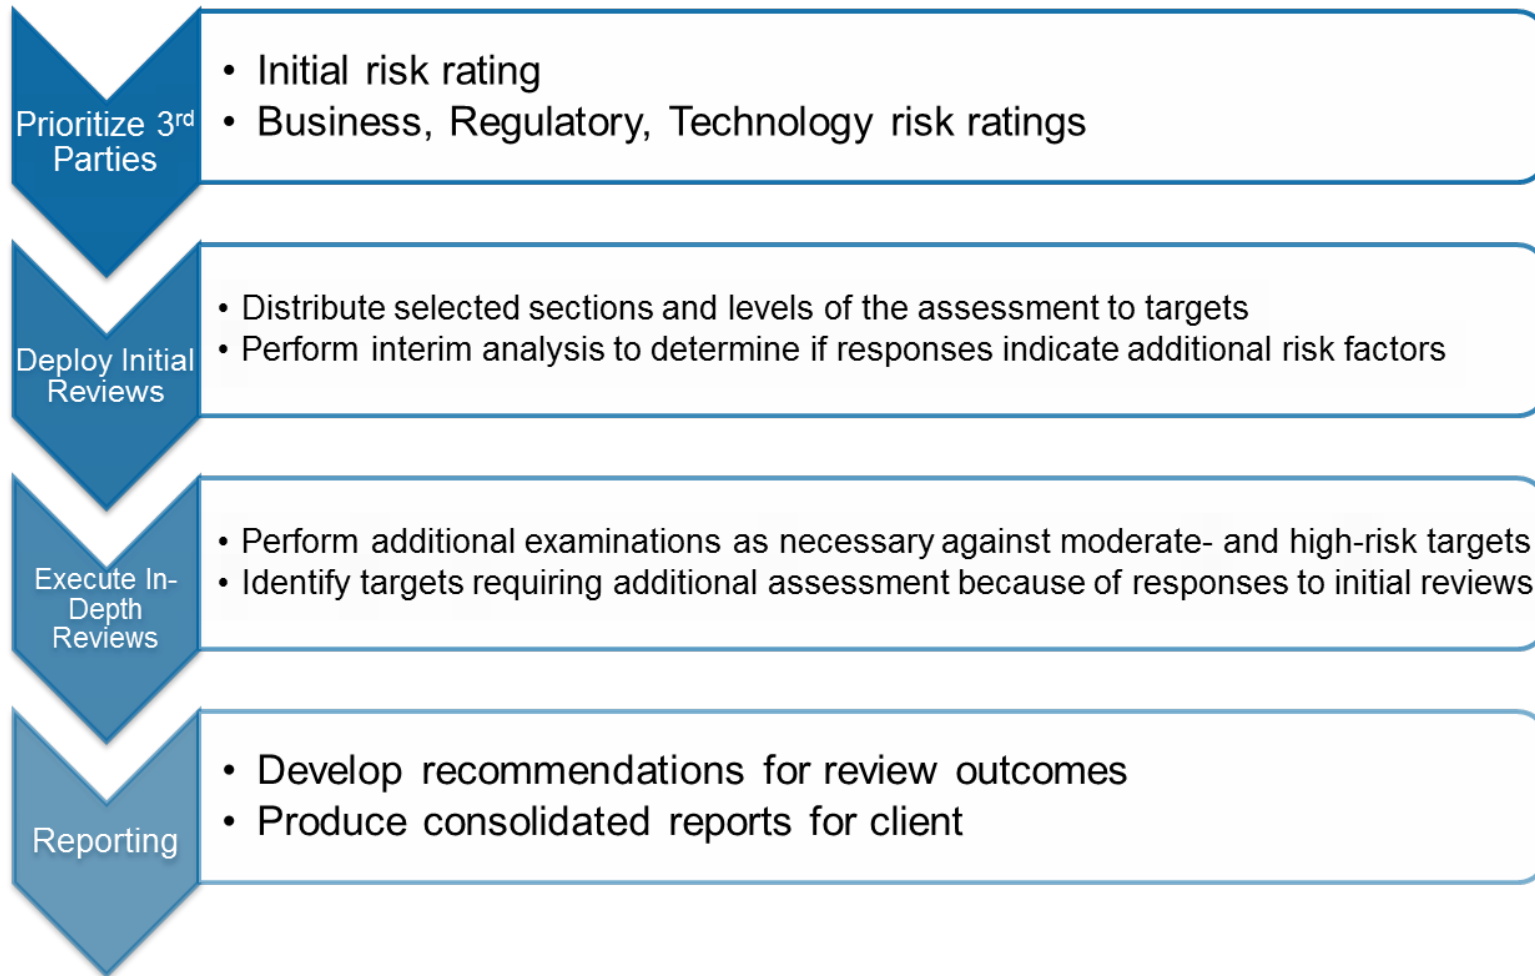 Prioritize 3rd
Parties
• Initial risk rating
• Business, Regulatory, Technology risk ratings
Deploy Initial
Reviews
• Distribute selected sections and levels of the assessment to targets
• Perform interim analysis to determine if responses indicate additional risk factors
Execute In-
Depth
Reviews
• Perform additional examinations as necessary against moderate- and high-risk targets
• Identify targets requiring additional assessment because of responses to initial reviews
Reporting
• Develop recommendations for review outcomes
• Produce consolidated reports for client